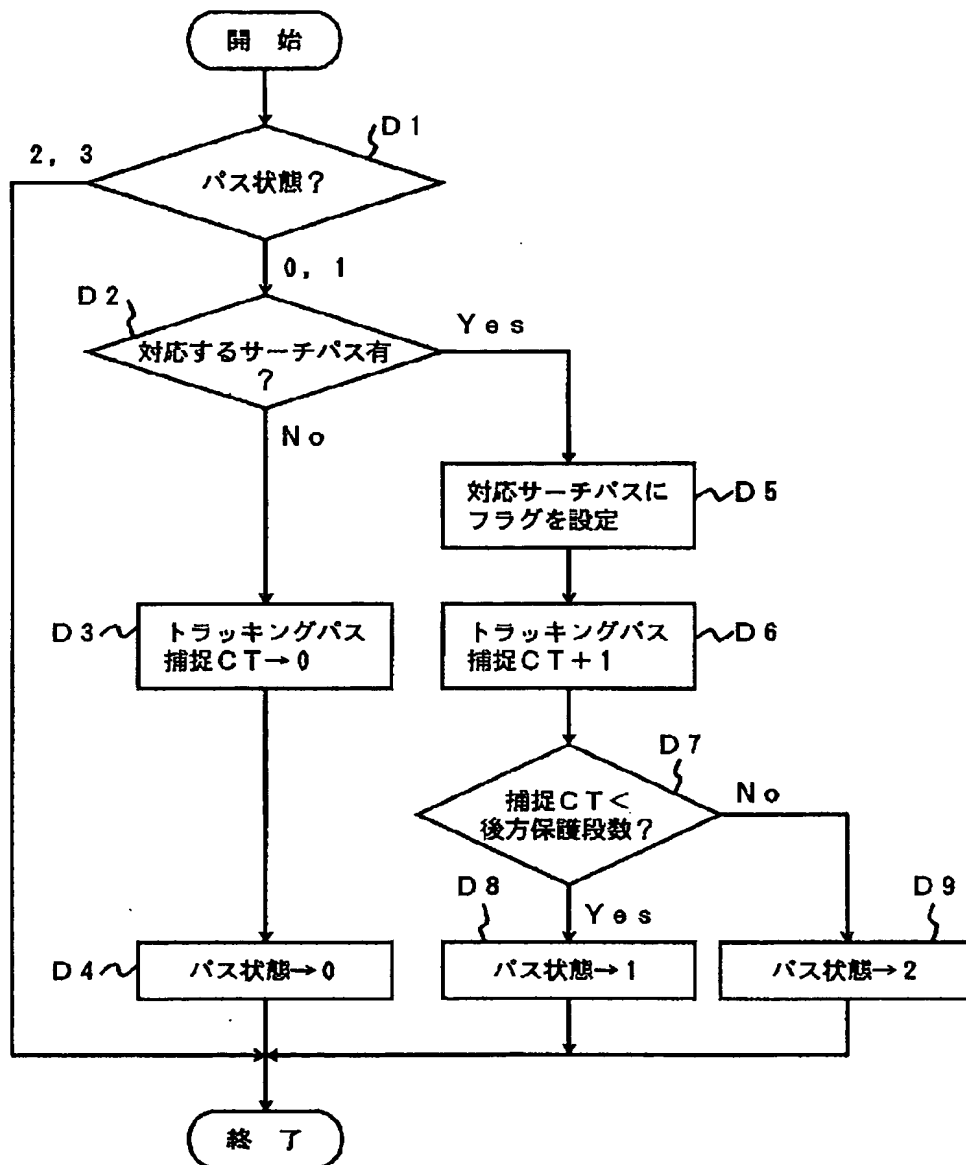 開 始
D1
2, 3
パス状態?
0, 1
D2
Yes
対応するサーチパス有
?
No
対応サーチパスに
フラグを設定
D5
D3
トラッキングパス
捕捉CT→0
トラッキングパス
捕捉CT+1
D6
D7
捕捉CT<
後方保護段数?
No
D8
Yes
D9
D4
パス状態→0
パス状態→1
パス状態→2
終 了